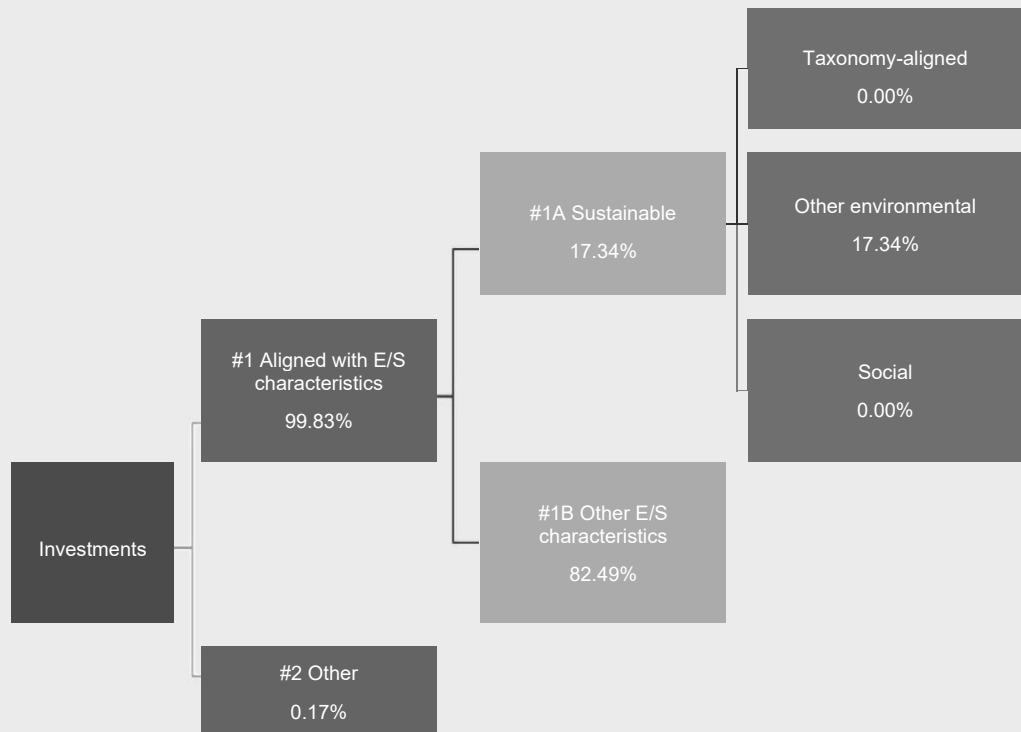 Taxonomy-aligned
0.00%
#1A Sustainable
17.34%
Other environmental
17.34%
#1 Aligned with E/S
characteristics
99.83%
Social
0.00%
Investments
#1B Other E/S
characteristics
82.49%
#2 Other
0.17%